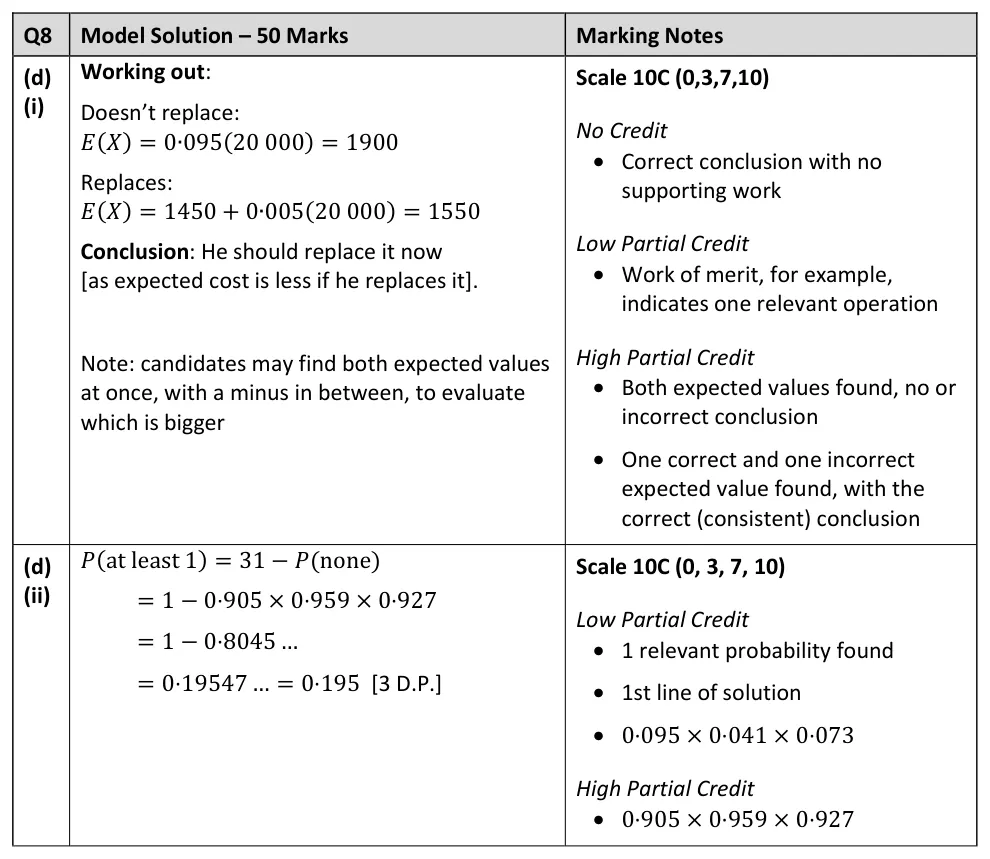 Q8 Model Solution – 50 Marks Marking Notes
(d)
(i)
Working out:
Doesn’t replace:
E(X) = 0·095(20 000) = 1900
Replaces:
E(X) = 1450 + 0·005(20 000) = 1550
Conclusion: He should replace it now
[as expected cost is less if he replaces it].
Note: candidates may find both expected values
at once, with a minus in between, to evaluate
which is bigger
Scale 10C (0,3,7,10)
No Credit
• Correct conclusion with no
supporting work
Low Partial Credit
• Work of merit, for example,
indicates one relevant operation
High Partial Credit
• Both expected values found, no or
incorrect conclusion
• One correct and one incorrect
expected value found, with the
correct (consistent) conclusion
(d)
(ii)
P(at least 1) = 31 − P(none)
= 1 − 0·905 × 0·959 × 0·927
= 1 − 0·8045 …
= 0·19547 … = 0·195 [3 D.P.]
Scale 10C (0, 3, 7, 10)
Low Partial Credit
• 1 relevant probability found
• 1st line of solution
• 0·095 × 0·041 × 0·073
High Partial Credit
• 0·905 × 0·959 × 0·927